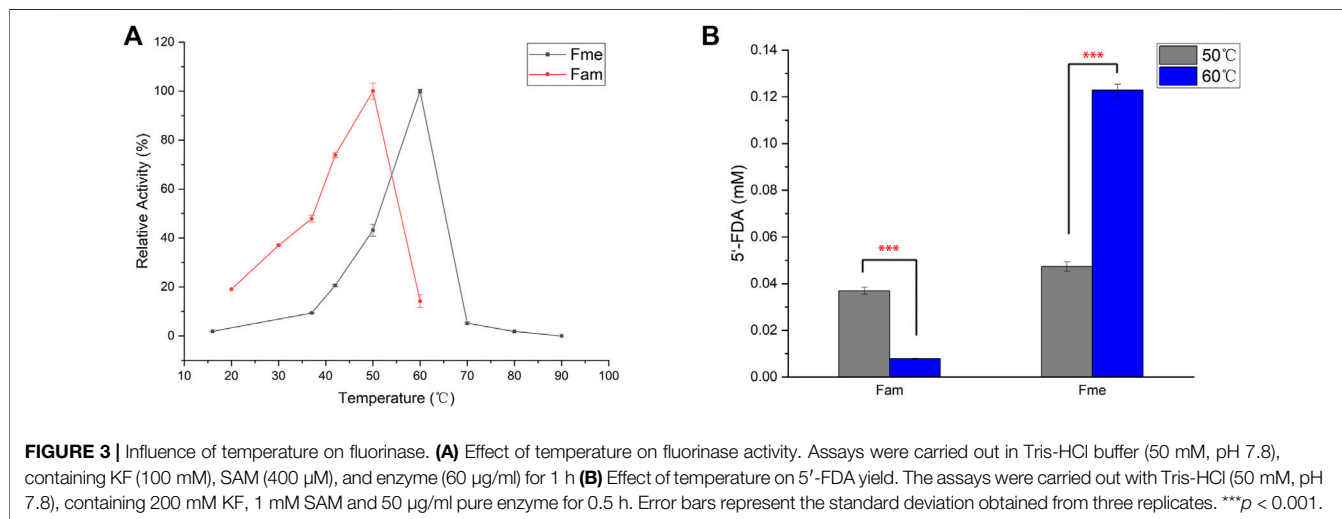 A
B
120
100
80
60
40
20
0
Relative Activity (%)
10 20 30 40 50 60 70 80 90 100
Temperature (℃)
Fme
Fam
0.14
0.12
0.10
0.08
0.06
0.04
0.02
0.00
5'-FDA (mM)
***
***
50℃
60℃
Fam Fme
FIGURE 3 | Influence of temperature on fluorinase. (A) Effect of temperature on fluorinase activity. Assays were carried out in Tris-HCl buffer (50 mM, pH 7.8),
containing KF (100 mM), SAM (400 μM), and enzyme (60 μg/ml) for 1 h (B) Effect of temperature on 5′-FDA yield. The assays were carried out with Tris-HCl (50 mM, pH
7.8), containing 200 mM KF, 1 mM SAM and 50 μg/ml pure enzyme for 0.5 h. Error bars represent the standard deviation obtained from three replicates. ***p < 0.001.